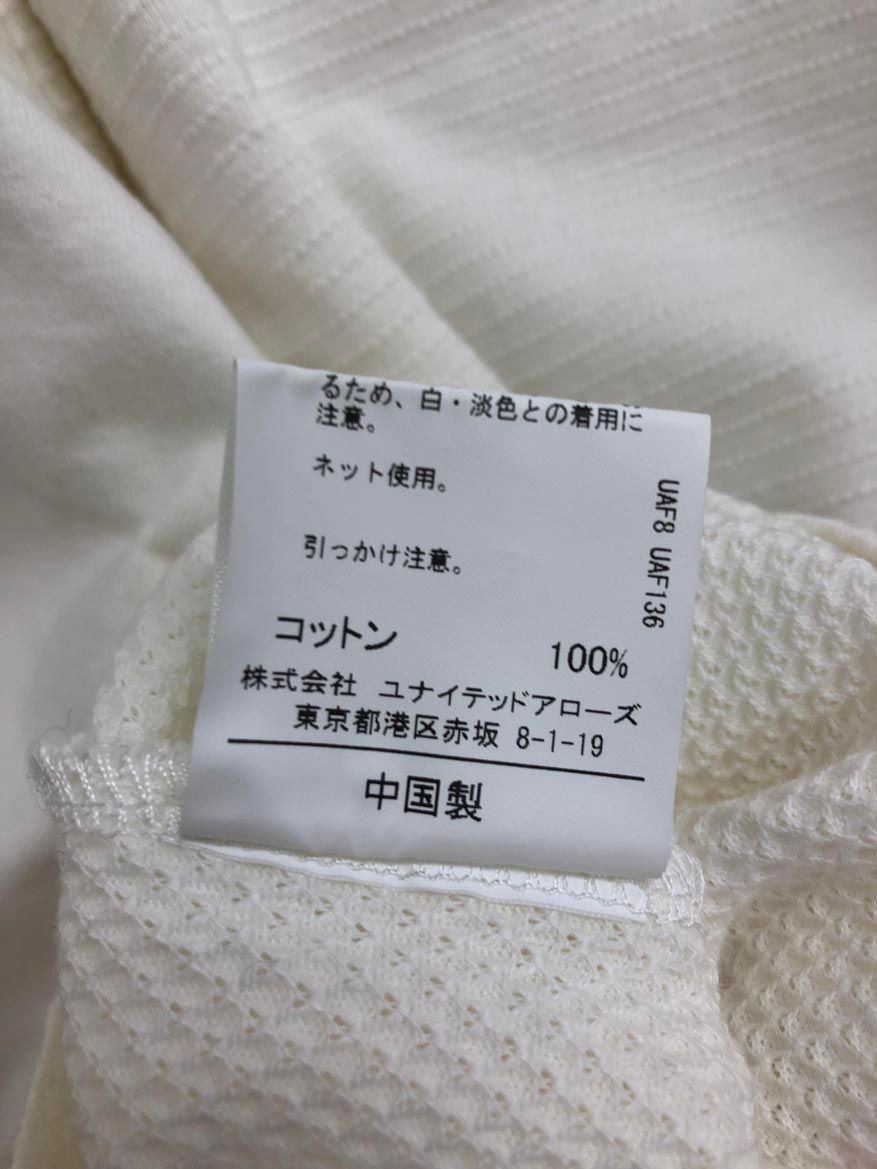 るため、白・淡色との着用に
注意。
ネット使用。
引っかけ注意。
コットン 100%
株式会社 ユナイテッドアローズ
東京都港区赤坂 8-1-19
中国製
UAF8 UAF136